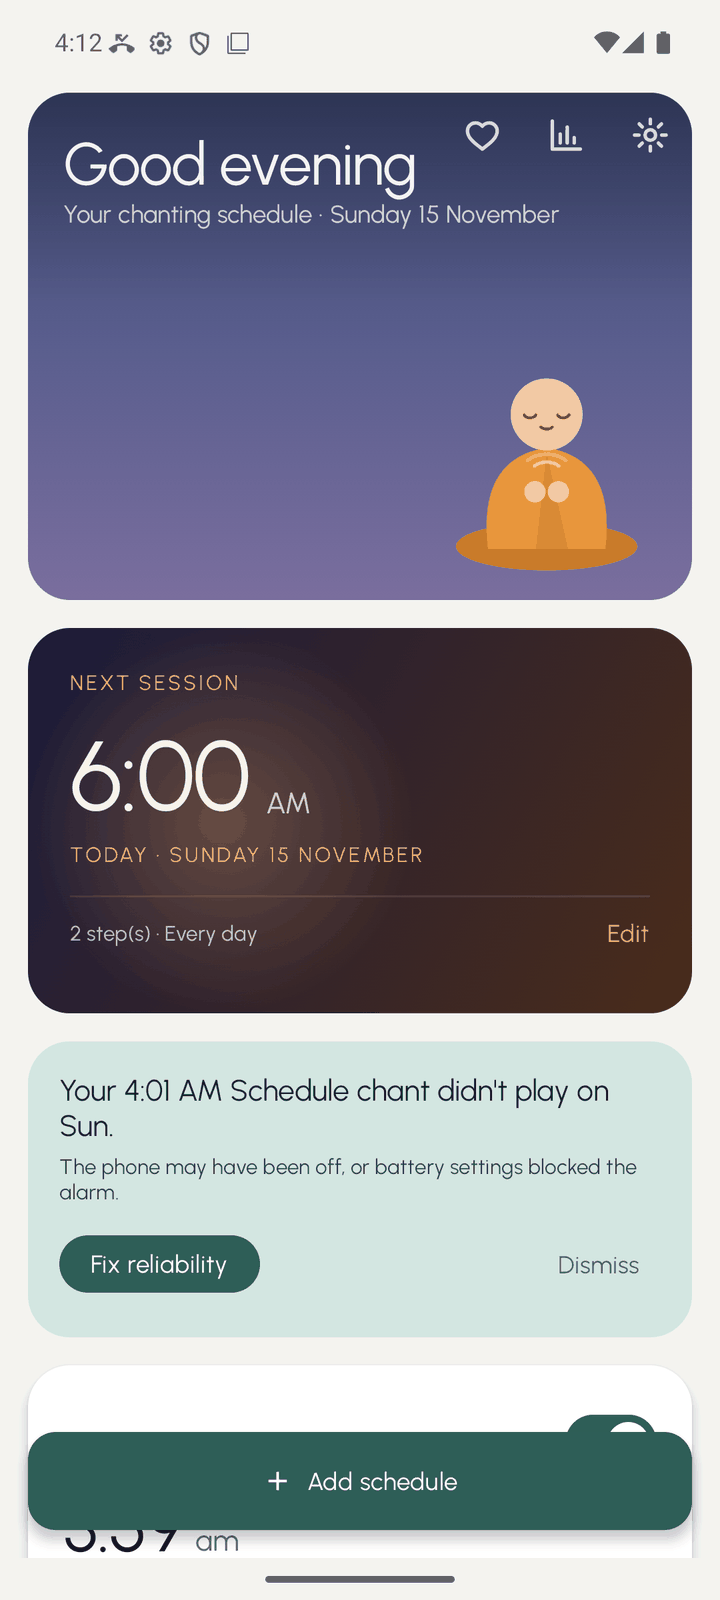 4:12
Good evening
Your chanting schedule · Sunday 15 November
NEXT SESSION
6:00 AM
TODAY · SUNDAY 15 NOVEMBER
2 step(s) · Every day
Edit
Your 4:01 AM Schedule chant didn't play on
Sun.
The phone may have been off, or battery settings blocked the
alarm.
Fix reliability
Dismiss
+ Add schedule
am